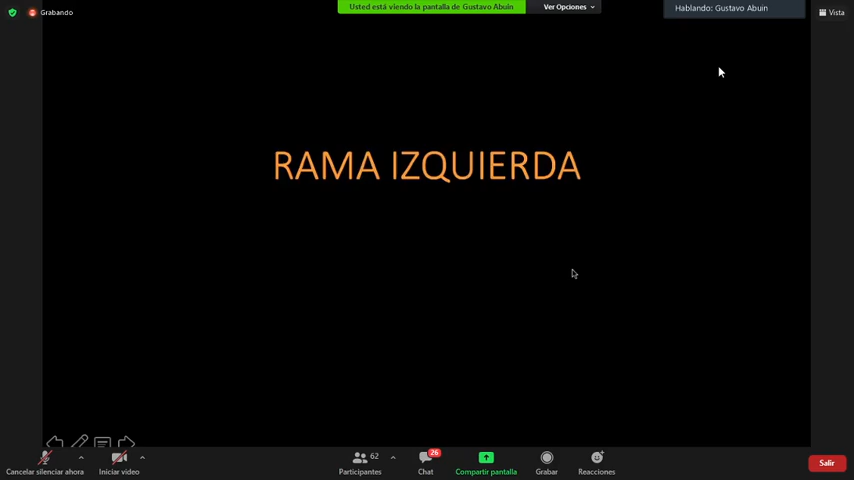 Grabando
Usted está viendo la pantalla de Gustavo Abuin
Ver Opciones
Hablando: Gustavo Abuin
Vista
RAMA IZQUIERDA
Cancelar silenciar ahora
Iniciar video
62
Participantes
26
Chat
Compartir pantalla
Grabar
Reacciones
Salir